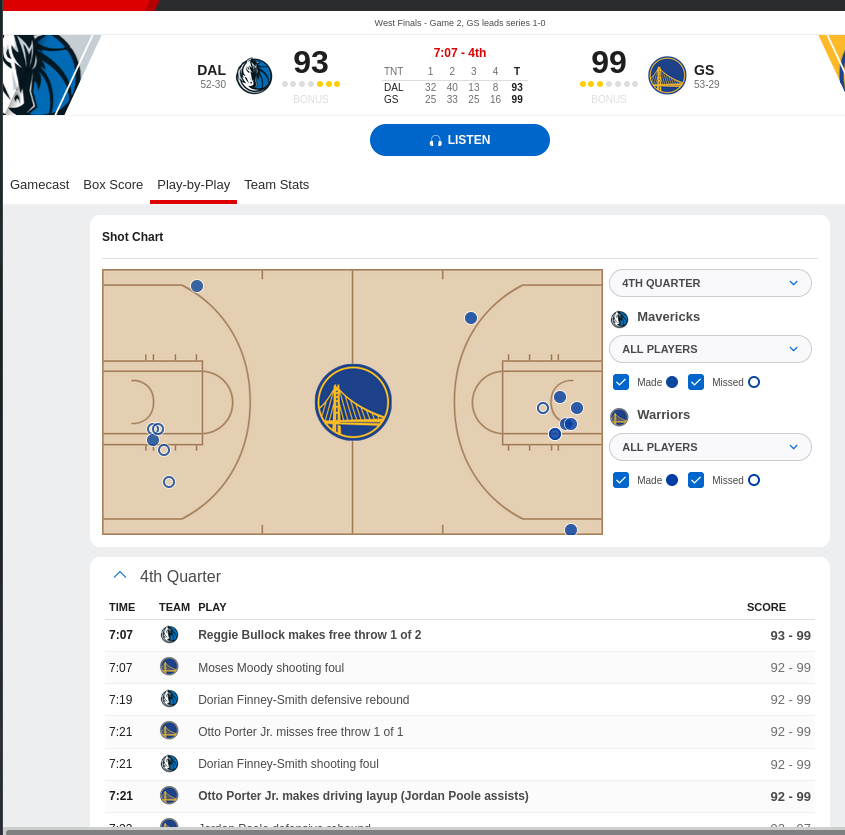 West Finals - Game 2, GS leads series 1-0
DAL
52-30
93
BONUS
7:07 - 4th
TNT 1 2 3 4 T
DAL 32 40 13 8 93
GS 25 33 25 16 99
99
BONUS
GS
53-29
LISTEN
Gamecast Box Score Play-by-Play Team Stats
Shot Chart
4TH QUARTER
Mavericks
ALL PLAYERS
Made Missed
Warriors
ALL PLAYERS
Made Missed
4th Quarter
TIME TEAM PLAY SCORE
7:07 Reggie Bullock makes free throw 1 of 2 93 - 99
7:07 Moses Moody shooting foul 92 - 99
7:19 Dorian Finney-Smith defensive rebound 92 - 99
7:21 Otto Porter Jr. misses free throw 1 of 1 92 - 99
7:21 Dorian Finney-Smith shooting foul 92 - 99
7:21 Otto Porter Jr. makes driving layup (Jordan Poole assists) 92 - 99
Jordan Poole defensive rebound